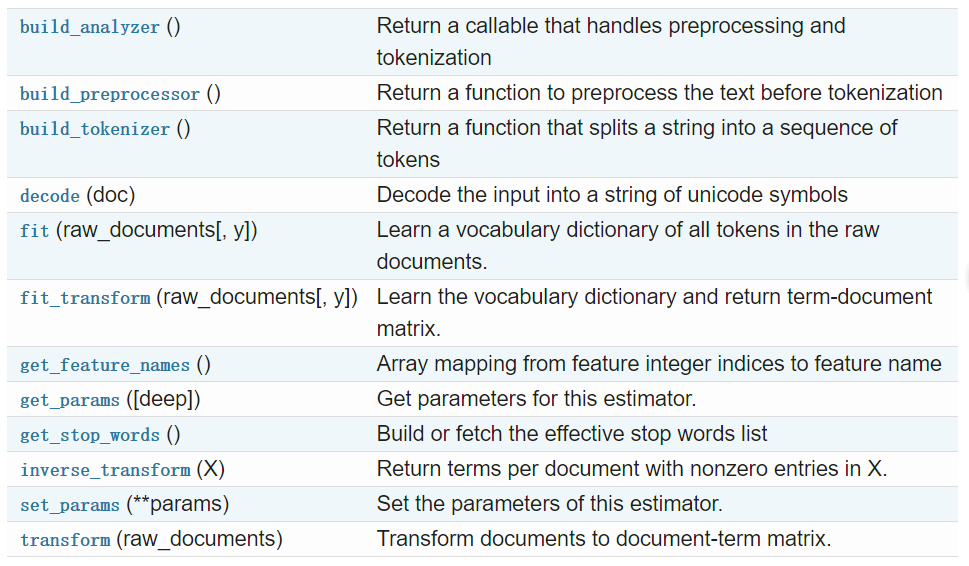 build_analyzer () Return a callable that handles preprocessing and
tokenization
build_preprocessor () Return a function to preprocess the text before tokenization
build_tokenizer () Return a function that splits a string into a sequence of
tokens
decode (doc) Decode the input into a string of unicode symbols
fit (raw_documents[, y]) Learn a vocabulary dictionary of all tokens in the raw
documents.
fit_transform (raw_documents[, y]) Learn the vocabulary dictionary and return term-document
matrix.
get_feature_names () Array mapping from feature integer indices to feature name
get_params ([deep]) Get parameters for this estimator.
get_stop_words () Build or fetch the effective stop words list
inverse_transform (X) Return terms per document with nonzero entries in X.
set_params (**params) Set the parameters of this estimator.
transform (raw_documents) Transform documents to document-term matrix.